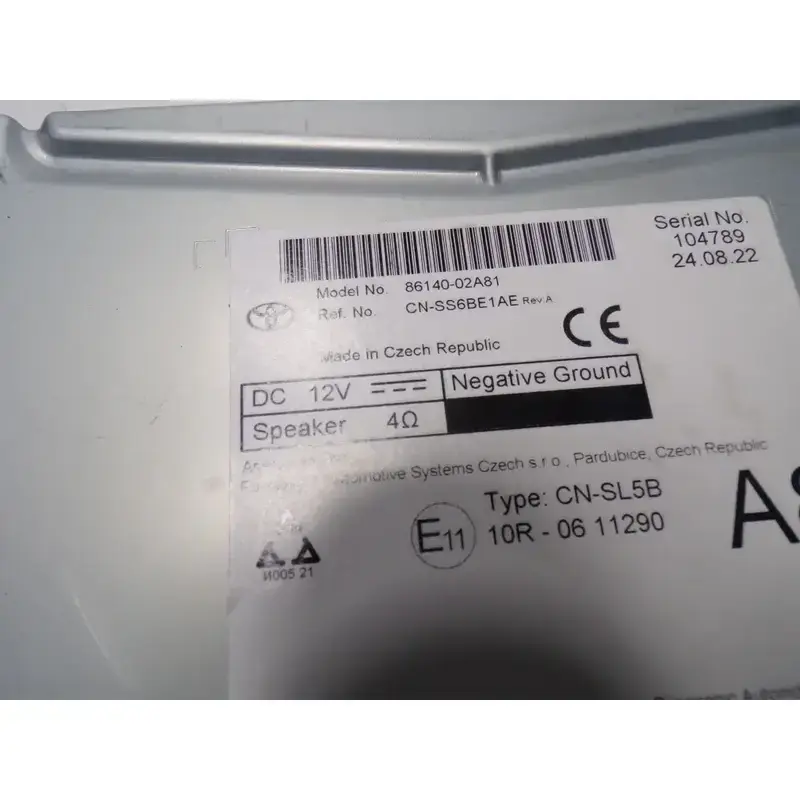 Serial No.
104789
24.08.22
Model No. 86140-02A81
Ref. No. CN-SS6BE1AE Rev.A
CE
Made in Czech Republic
DC 12V Negative Ground
Speaker 4Ω
Automotive Systems Czech s.r.o., Pardubice, Czech Republic
Type: CN-SL5B
E11 10R - 06 11290
И005 21